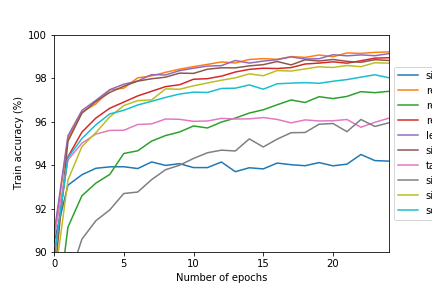 100
98
96
94
92
90
Train accuracy (%)
0
5
10
15
20
Number of epochs
si
re
re
re
le
si
ta
si
si
so